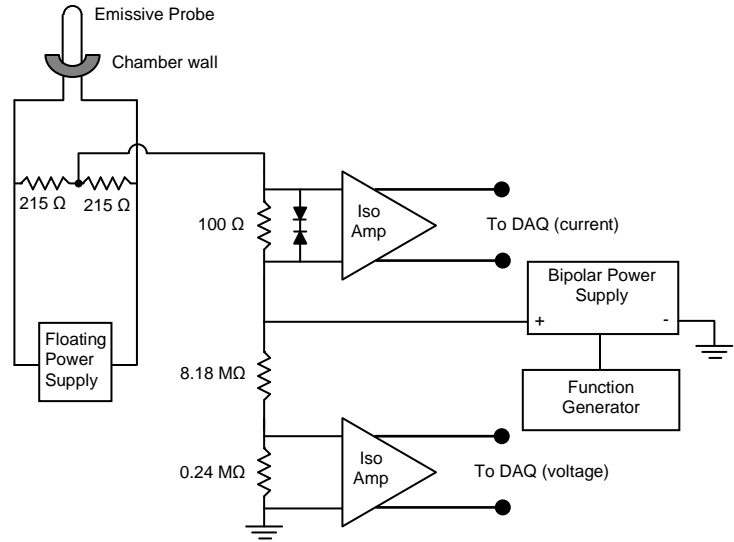 Emissive Probe
Chamber wall
215 Ω
215 Ω
100 Ω
Iso
Amp
To DAQ (current)
Bipolar Power
Supply
+
-
Floating
Power
Supply
8.18 MΩ
Function
Generator
0.24 MΩ
Iso
Amp
To DAQ (voltage)